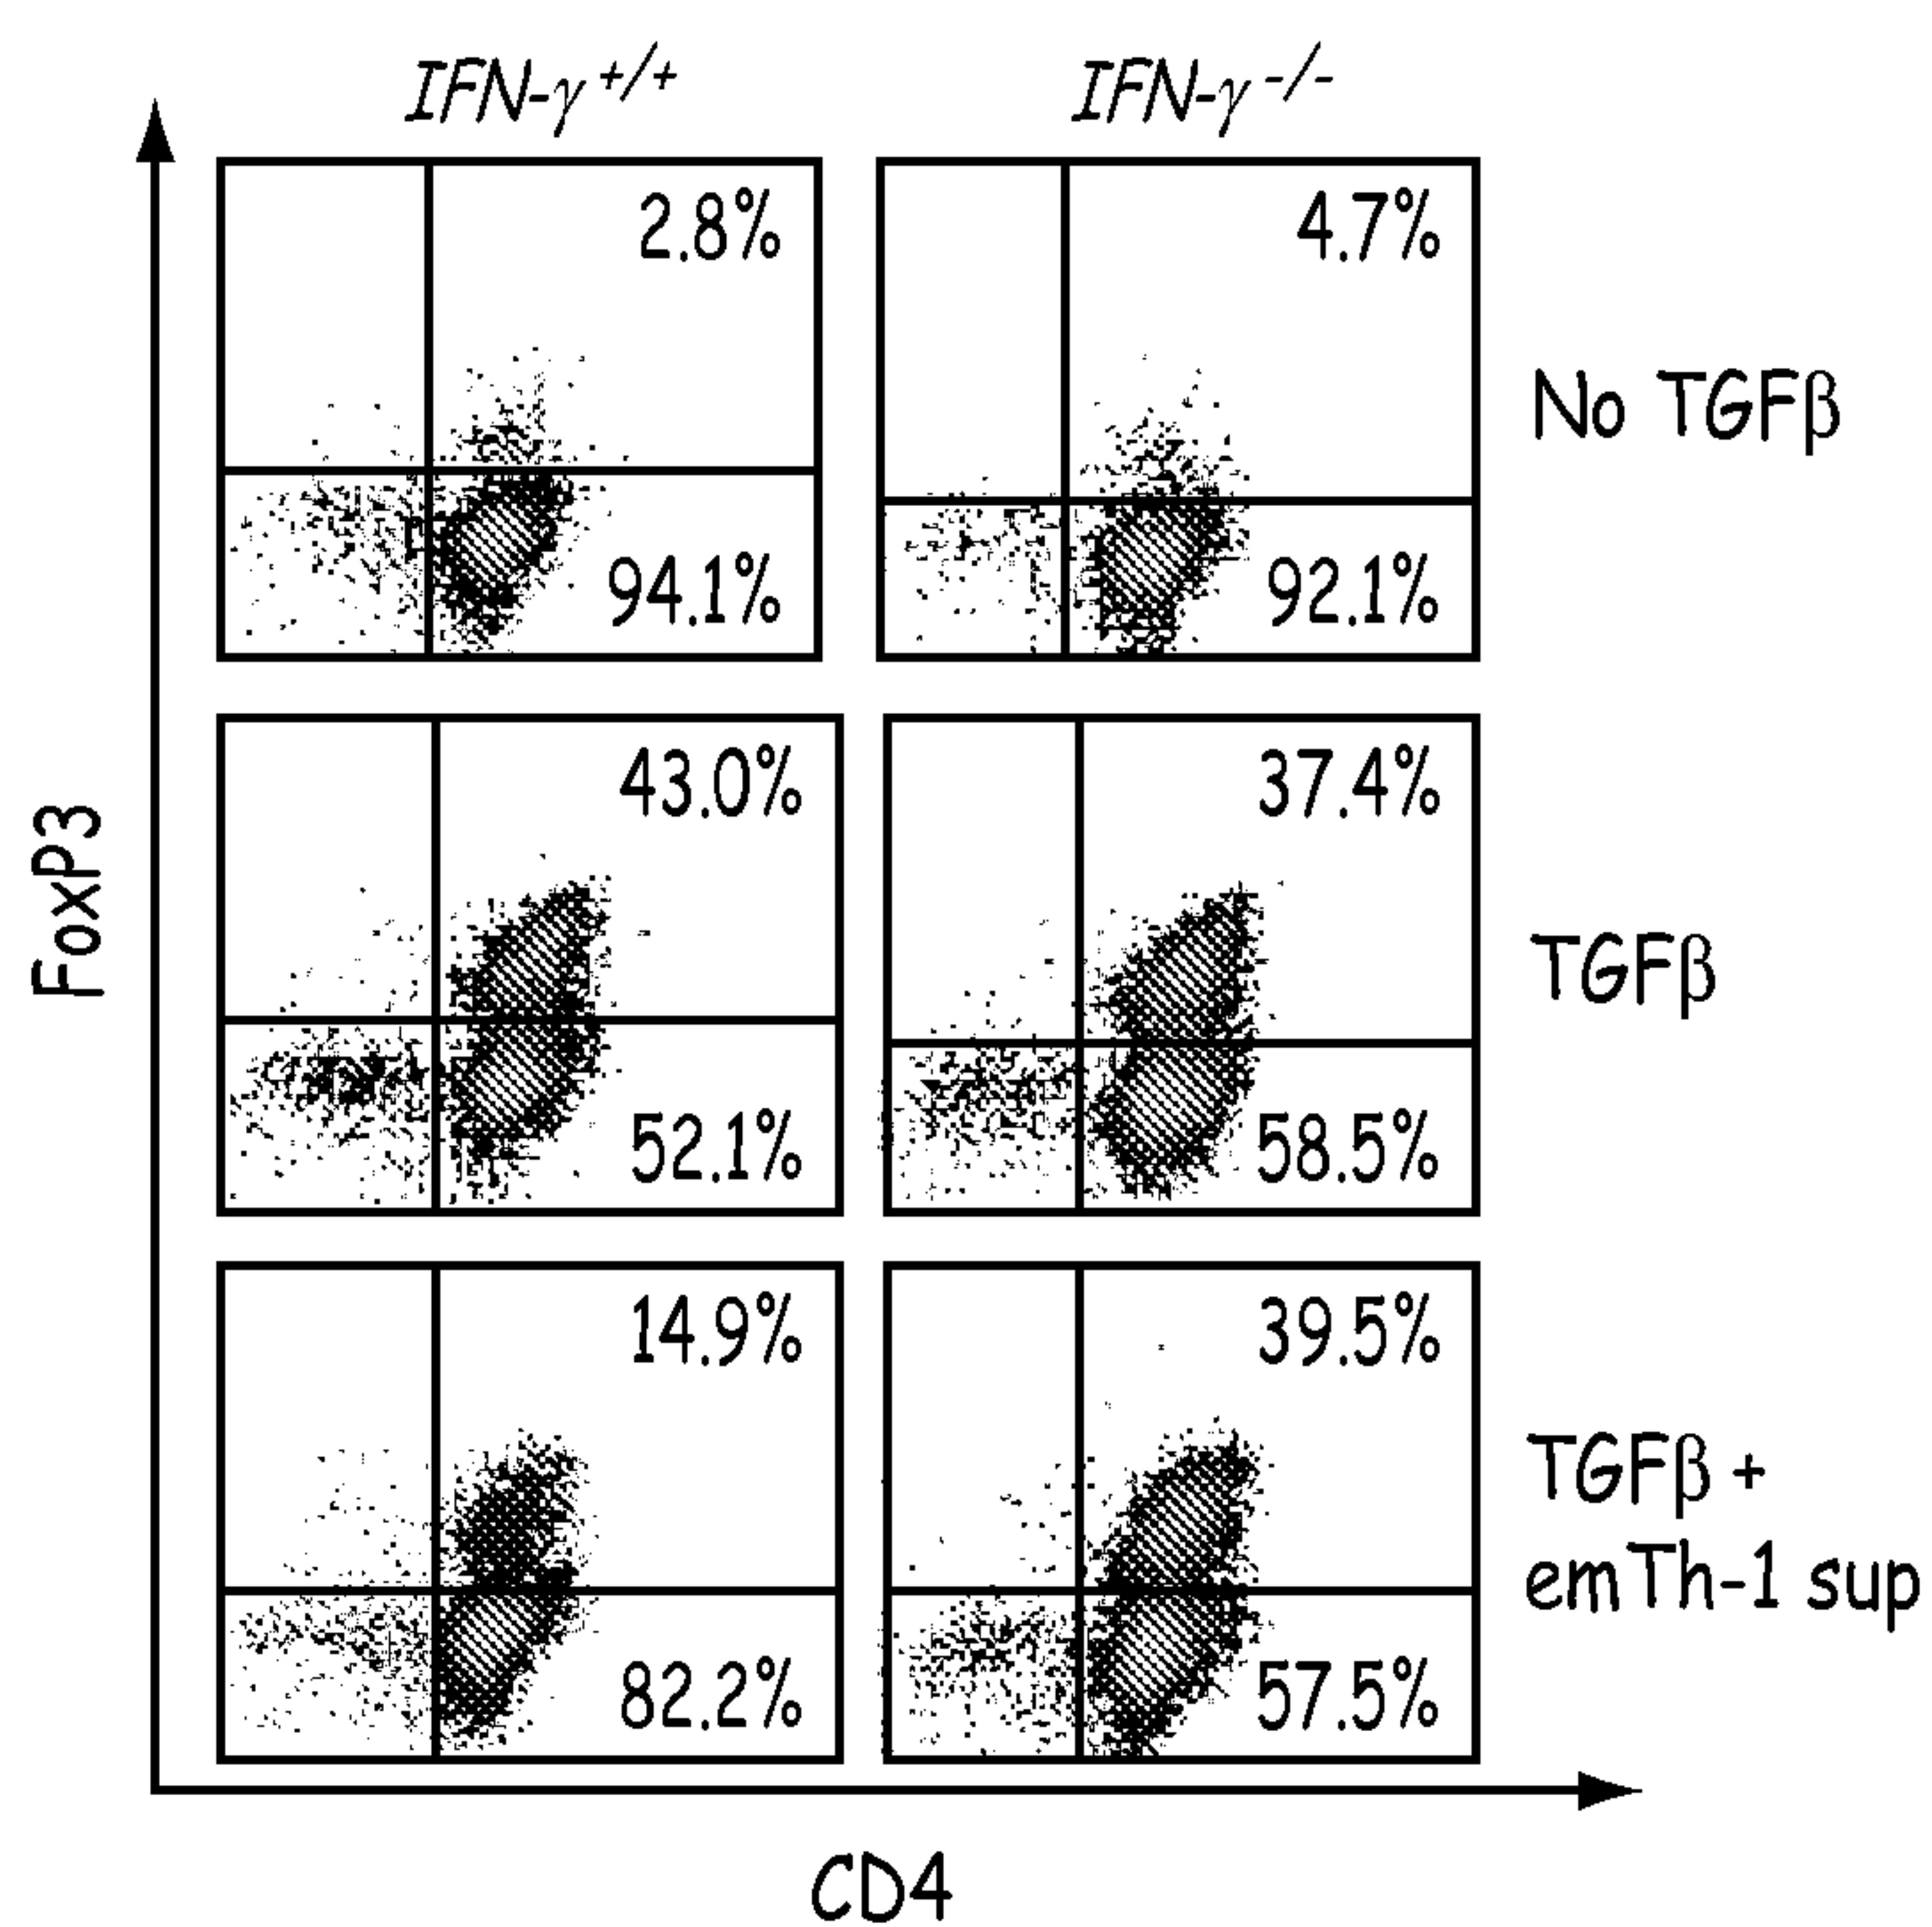 IFN-γ +/+ IFN-γ -/-
2.8% 4.7%
No TGFβ
94.1% 92.1%
43.0% 37.4%
FoxP3
TGFβ
52.1% 58.5%
14.9% 39.5%
TGFβ +
emTh-1 sup
82.2% 57.5%
CD4